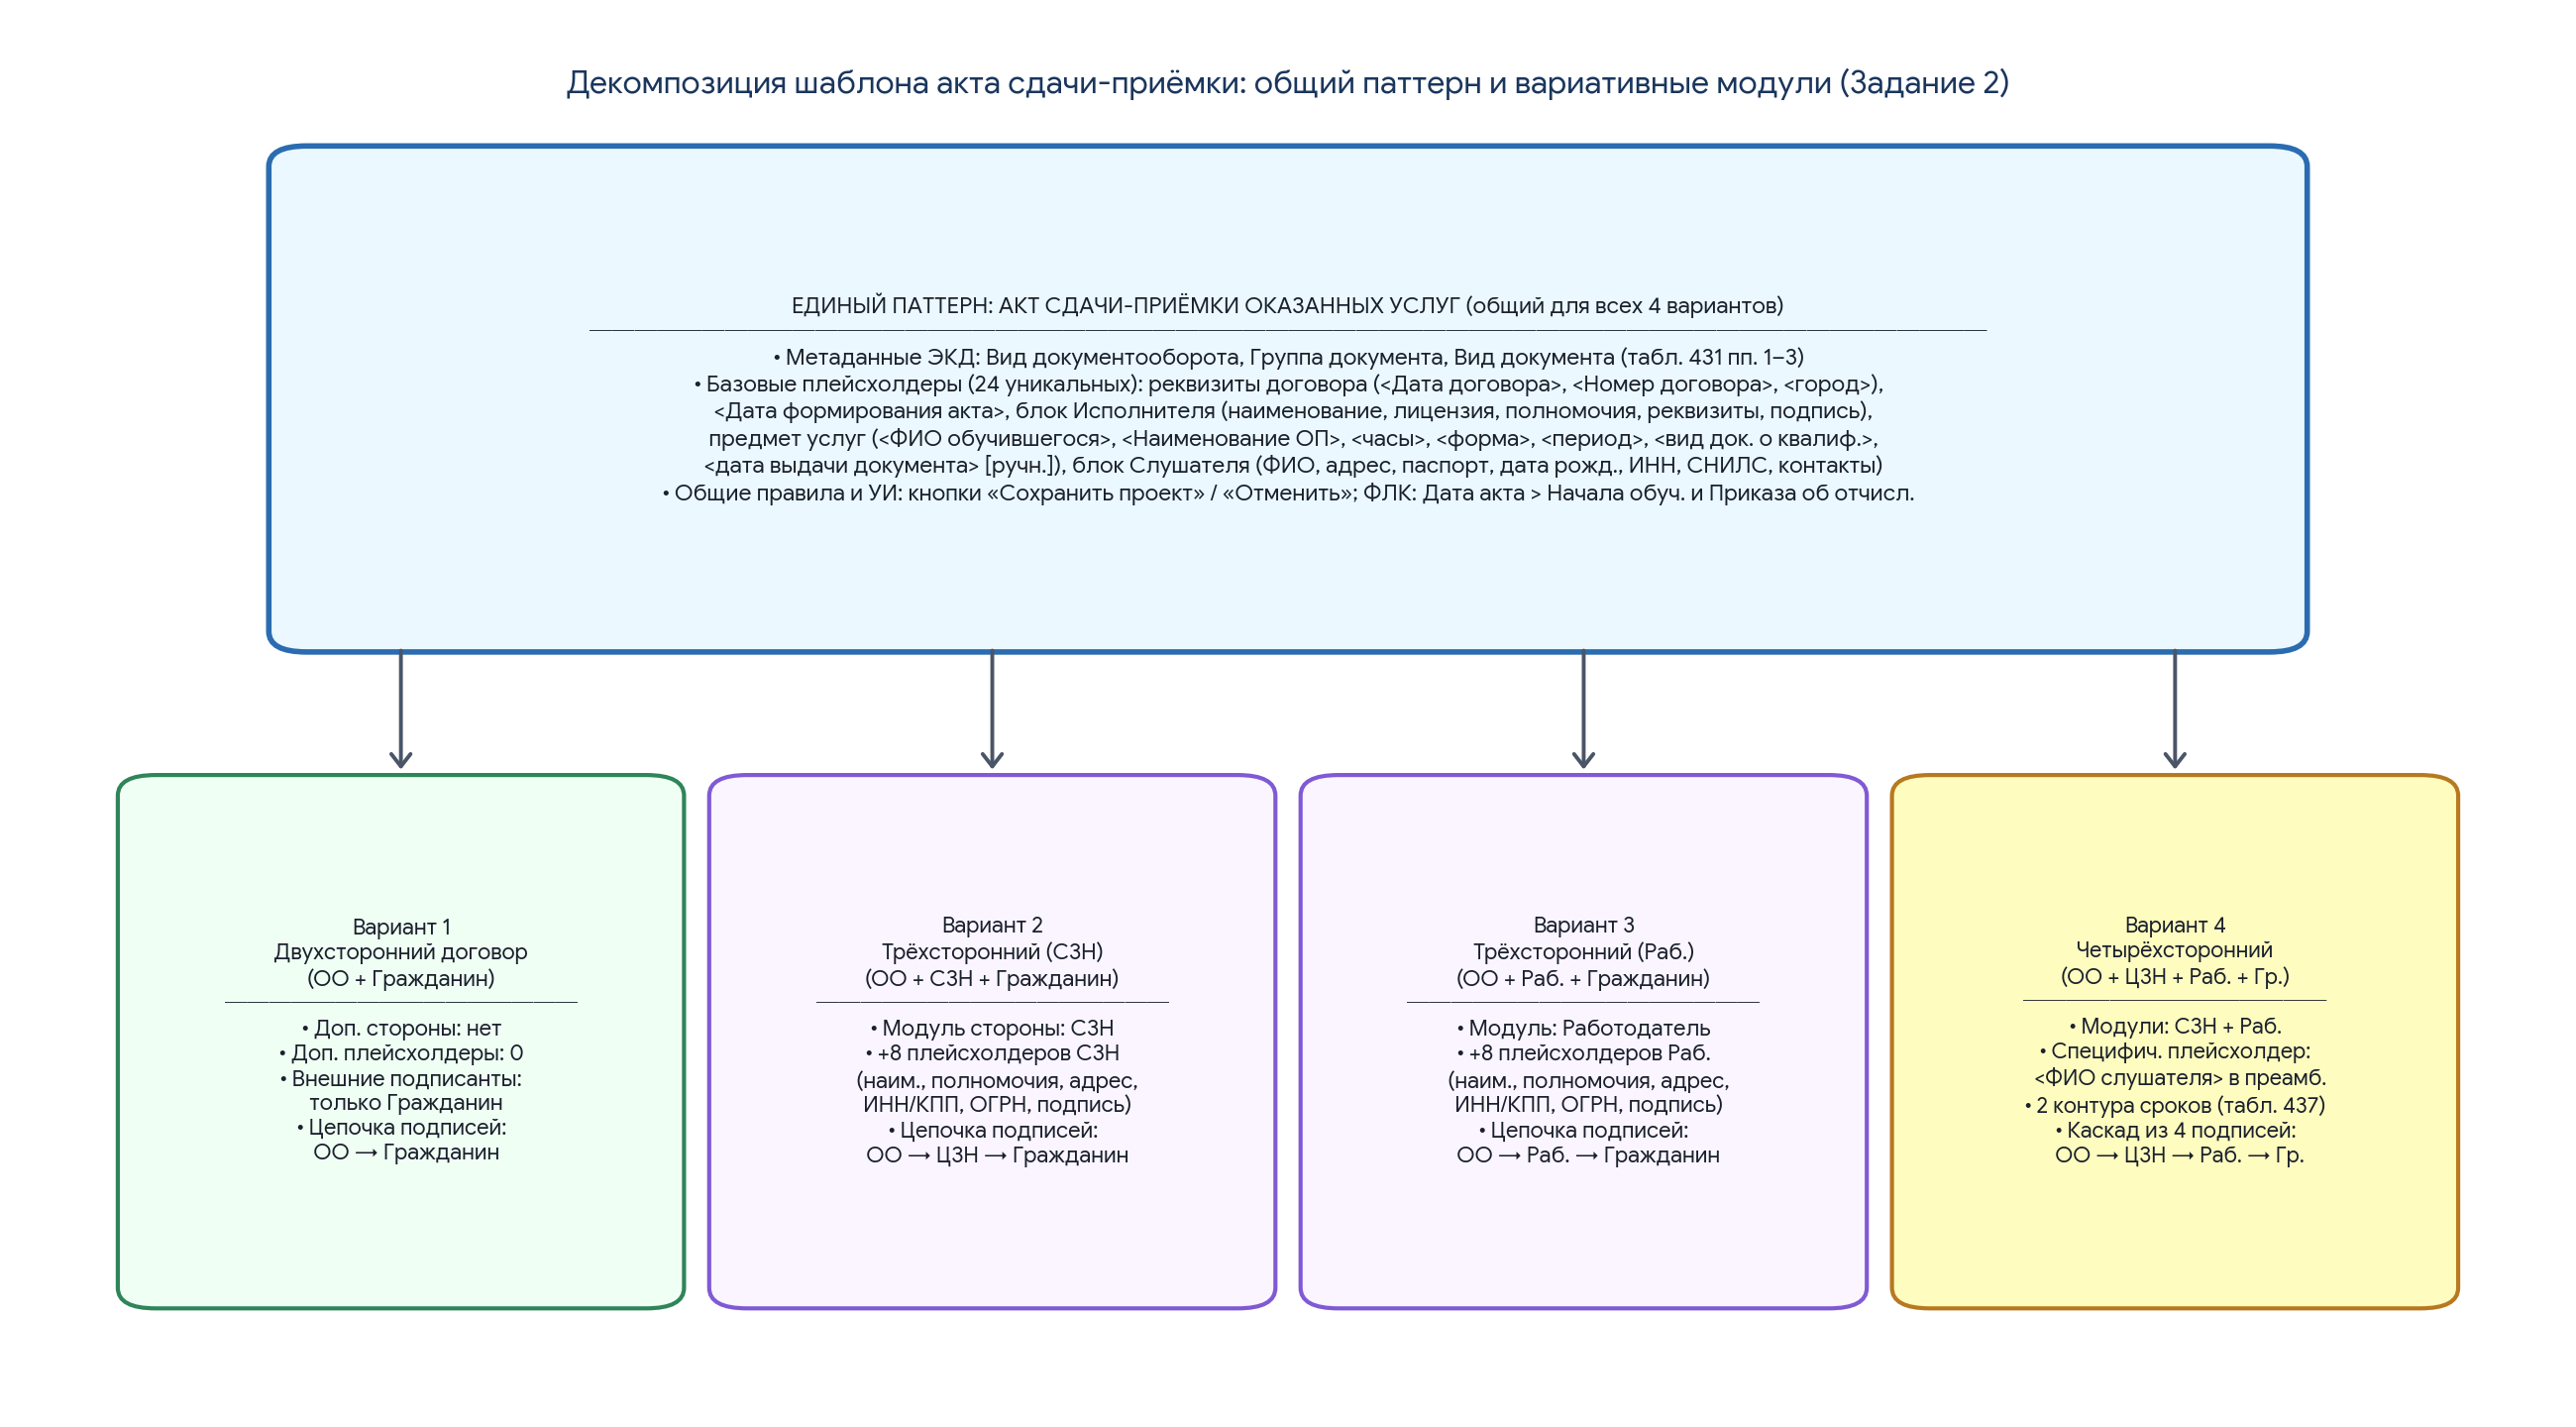 Декомпозиция шаблона акта сдачи-приёмки: общий паттерн и вариативные модули (Задание 2)
ЕДИНЫЙ ПАТТЕРН: АКТ СДАЧИ-ПРИЁМКИ ОКАЗАННЫХ УСЛУГ (общий для всех 4 вариантов)
• Метаданные ЭКД: Вид документооборота, Группа документа, Вид документа (табл. 431 пп. 1–3)
• Базовые плейсхолдеры (24 уникальных): реквизиты договора (<Дата договора>, <Номер договора>, <город>),
<Дата формирования акта>, блок Исполнителя (наименование, лицензия, полномочия, реквизиты, подпись),
предмет услуг (<ФИО обучившегося>, <Наименование ОП>, <часы>, <форма>, <период>, <вид док. о квалиф.>,
<дата выдачи документа> [ручн.]), блок Слушателя (ФИО, адрес, паспорт, дата рожд., ИНН, СНИЛС, контакты)
• Общие правила и УИ: кнопки «Сохранить проект» / «Отменить»; ФЛК: Дата акта > Начала обуч. и Приказа об отчисл.
Вариант 1
Двухсторонний договор
(ОО + Гражданин)
• Доп. стороны: нет
• Доп. плейсхолдеры: 0
• Внешние подписанты:
только Гражданин
• Цепочка подписей:
ОО → Гражданин
Вариант 2
Трёхсторонний (СЗН)
(ОО + СЗН + Гражданин)
• Модуль стороны: СЗН
• +8 плейсхолдеров СЗН
(наим., полномочия, адрес,
ИНН/КПП, ОГРН, подпись)
• Цепочка подписей:
ОО → ЦЗН → Гражданин
Вариант 3
Трёхсторонний (Раб.)
(ОО + Раб. + Гражданин)
• Модуль: Работодатель
• +8 плейсхолдеров Раб.
(наим., полномочия, адрес,
ИНН/КПП, ОГРН, подпись)
• Цепочка подписей:
ОО → Раб. → Гражданин
Вариант 4
Четырёхсторонний
(ОО + ЦЗН + Раб. + Гр.)
• Модули: СЗН + Раб.
• Специфич. плейсхолдер:
<ФИО слушателя> в преамб.
• 2 контура сроков (табл. 437)
• Каскад из 4 подписей:
ОО → ЦЗН → Раб. → Гр.